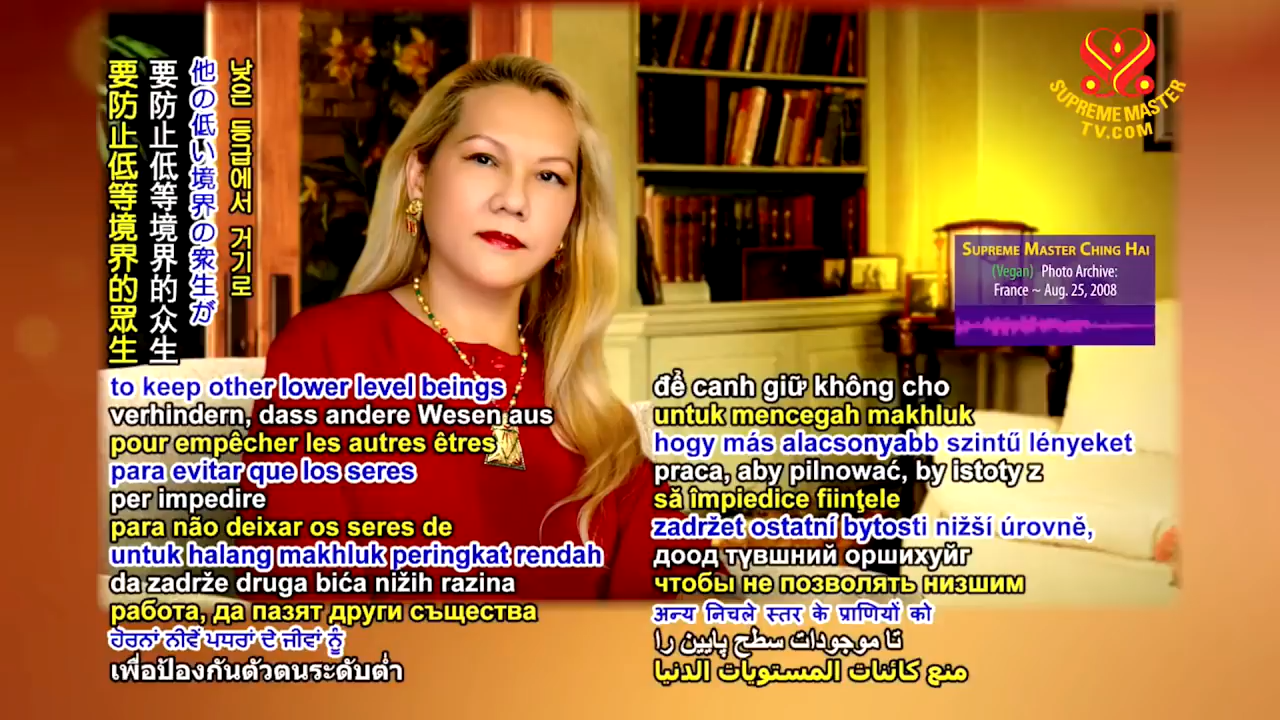 要防止低等境界的眾生
要防止低等境界的众生
他の低い境界の衆生が
낮은 등급에서 거기로
SUPREME MASTER
TV.COM
SUPREME MASTER CHING HAI
(Vegan) Photo Archive:
France ~ Aug. 25, 2008
to keep other lower level beings
verhindern, dass andere Wesen aus
pour empêcher les autres êtres
para evitar que los seres
per impedire
para não deixar os seres de
untuk halang makhluk peringkat rendah
da zadrže druga bića nižih razina
работа, да пазят други същества
ਹੋਰਨਾਂ ਨੀਵੇਂ ਪਧਰਾਂ ਦੇ ਜੀਵਾਂ ਨੂੰ
เพื่อป้องกันตัวตนระดับต่ำ
để canh giữ không cho
untuk mencegah makhluk
hogy más alacsonyabb szintű lényeket
praca, aby pilnować, by istoty z
să împiedice fiinţele
zadržet ostatní bytosti nižší úrovně,
доод түвшний оршихуйг
чтобы не позволять низшим
अन्य निचले स्तर के प्राणियों को
تا موجودات سطح پایین را
منع كائنات المستويات الدنيا